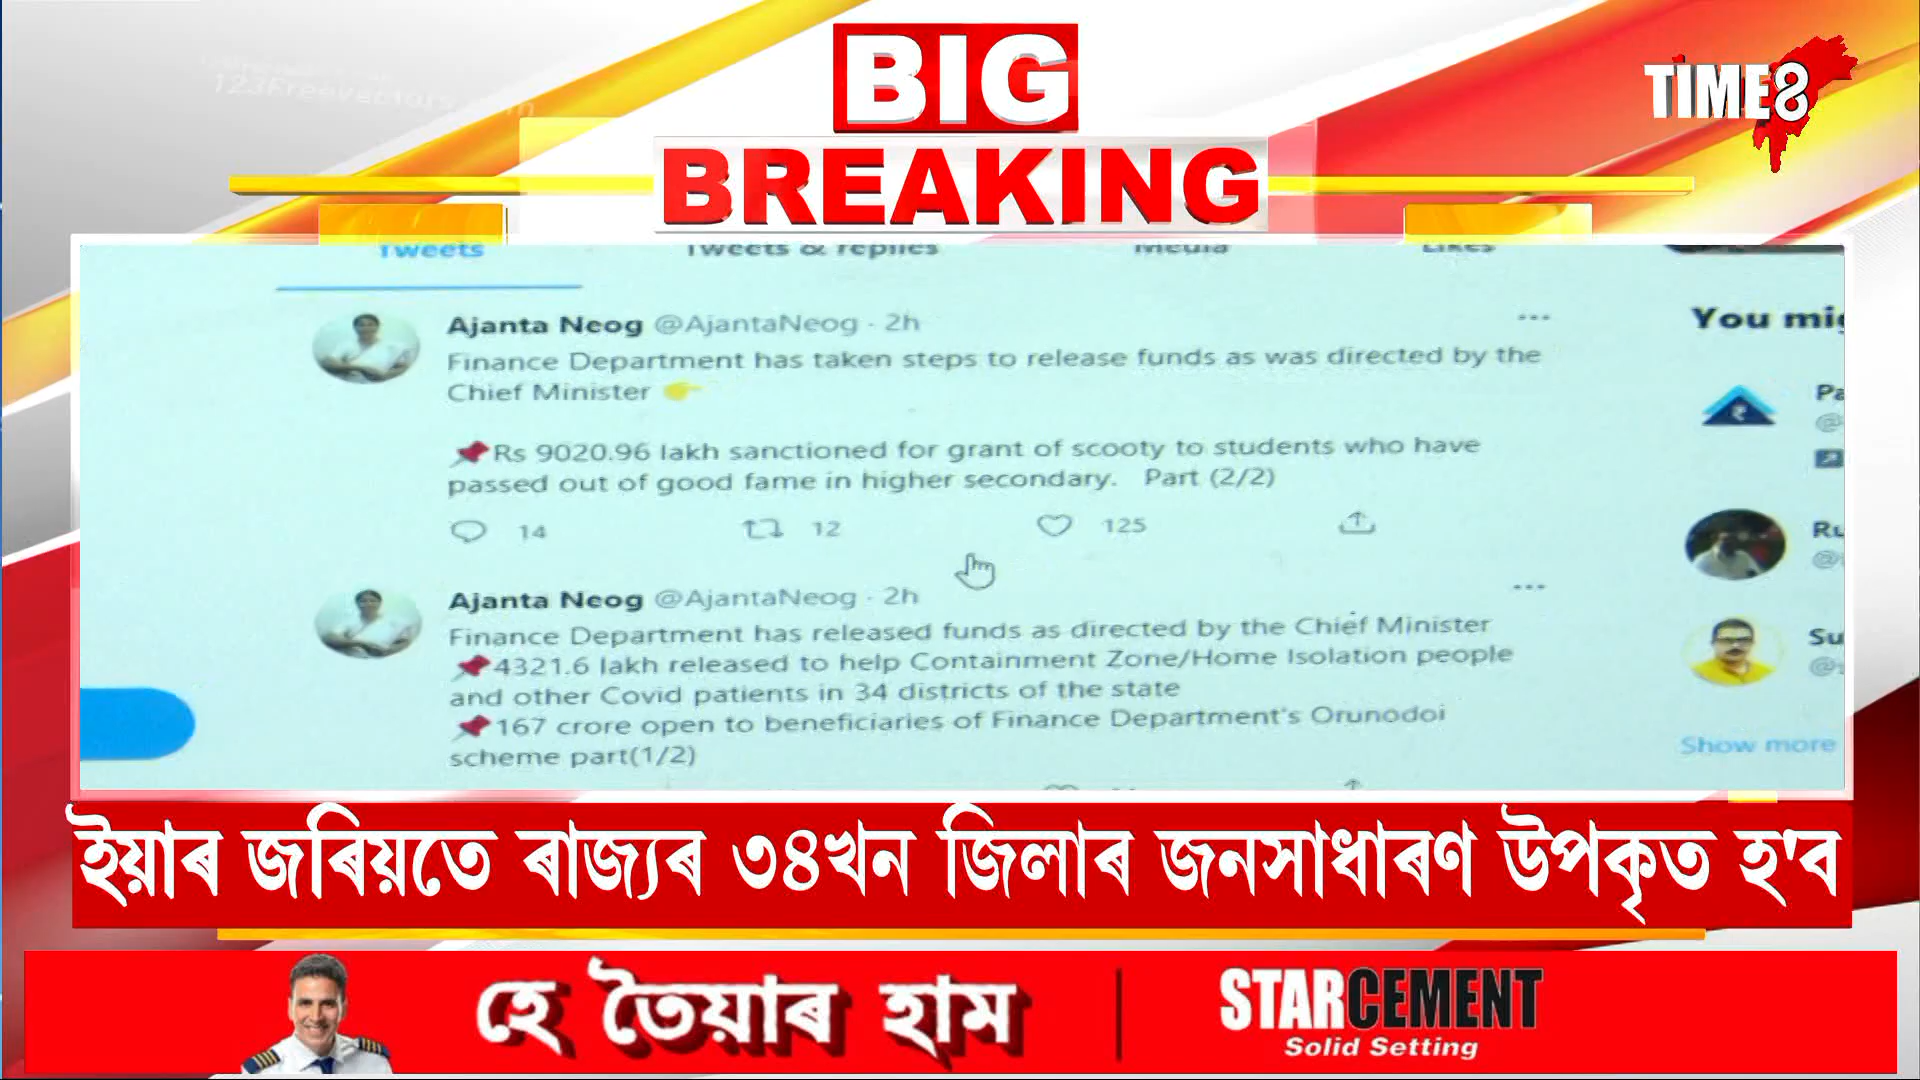 BIG
BREAKING
TIME8
Tweets Tweets & replies Media Likes
Ajanta Neog @AjantaNeog · 2h
Finance Department has taken steps to release funds as was directed by the
Chief Minister 👉
📌Rs 9020.96 lakh sanctioned for grant of scooty to students who have
passed out of good fame in higher secondary. Part (2/2)
14 12 125
Ajanta Neog @AjantaNeog · 2h
Finance Department has released funds as directed by the Chief Minister
📌4321.6 lakh released to help Containment Zone/Home Isolation people
and other Covid patients in 34 districts of the state
📌167 crore open to beneficiaries of Finance Department's Orunodoi
scheme part(1/2)
You mig
Pa
@
Ru
@
Su
@
Show more
ইয়াৰ জৰিয়তে ৰাজ্যৰ ৩৪খন জিলাৰ জনসাধাৰণ উপকৃত হ'ব
হে তৈয়াৰ হাম
STARCEMENT
Solid Setting